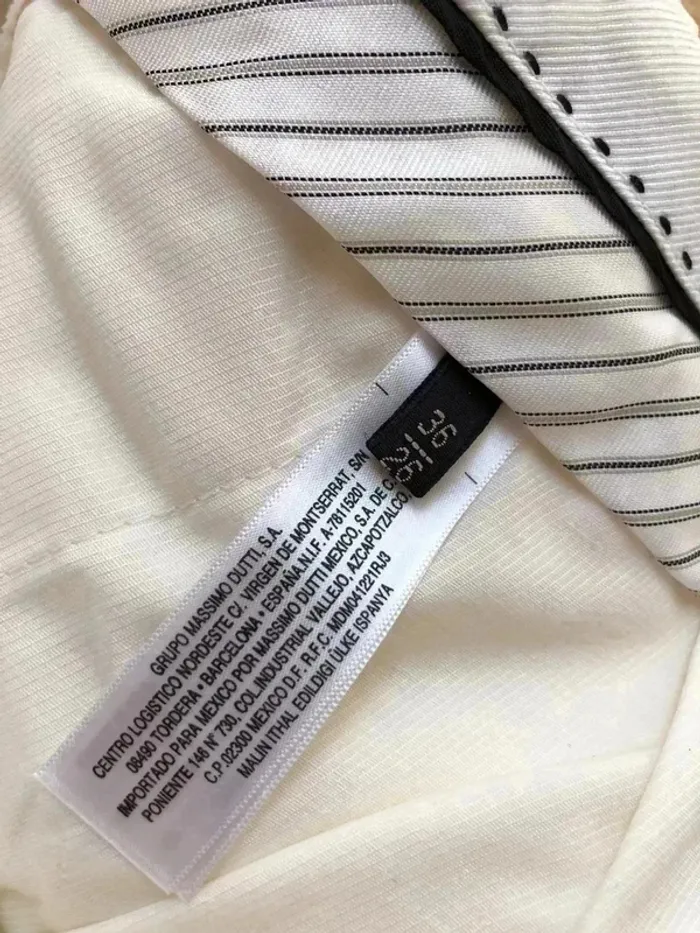 36
26
GRUPO MASSIMO DUTTI, S.A.
CENTRO LOGISTICO NORDESTE C/. VIRGEN DE MONTSERRAT, S/N
08490 TORDERA • BARCELONA • ESPAÑA.N.I.F. A-78115201
IMPORTADO PARA MEXICO POR MASSIMO DUTTI MEXICO, S.A. DE C.
PONIENTE 146 N° 730, COL.INDUSTRIAL VALLEJO, AZCAPOTZALCO,
C.P.02300 MEXICO D.F. R.F.C. MDM041221RJ3
MALIN ITHAL EDILDIGI ÜLKE ISPANYA